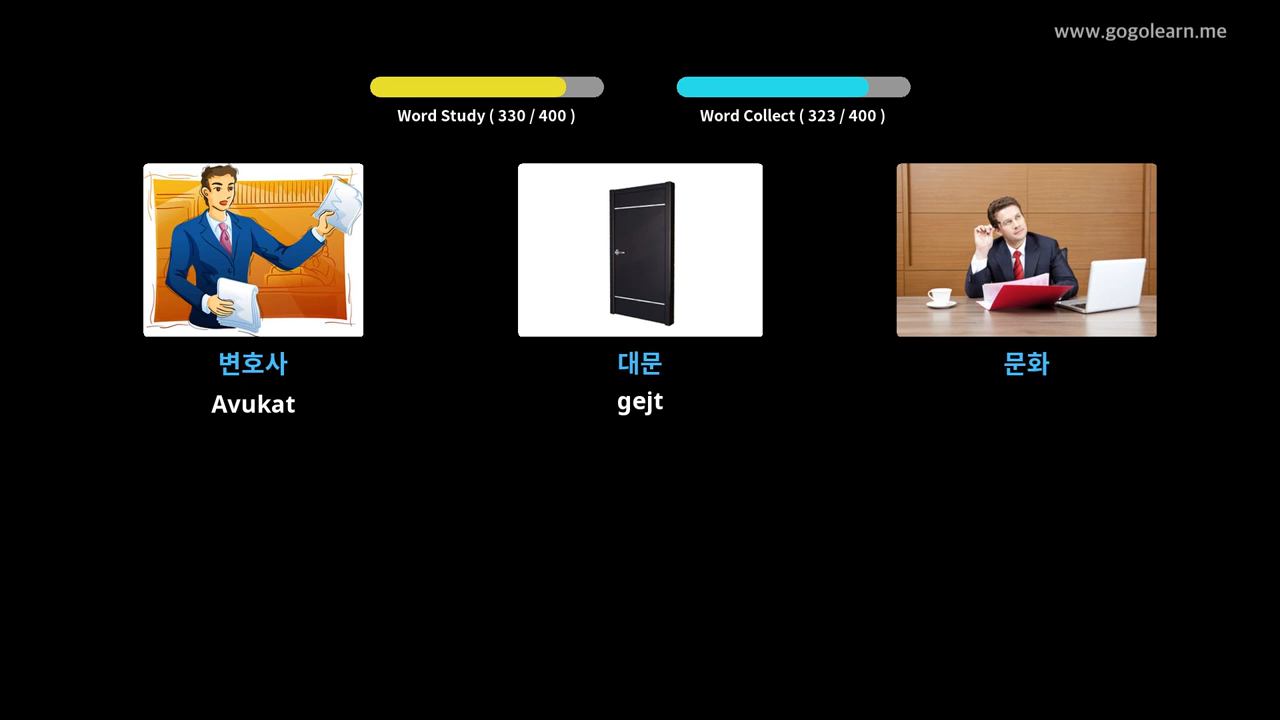 www.gogolearn.me
Word Study ( 330 / 400 )
Word Collect ( 323 / 400 )
변호사
대문
문화
Avukat
gejt